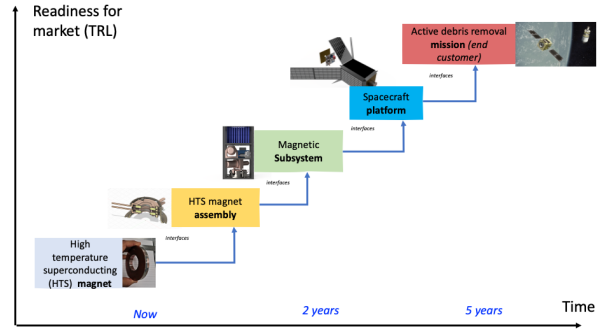 Readiness for
market (TRL)
Active debris removal
mission (end
customer)
interfaces
Spacecraft
platform
interfaces
Magnetic
Subsystem
interfaces
HTS magnet
assembly
interfaces
High
temperature
superconducting
(HTS) magnet
Now
2 years
5 years
Time